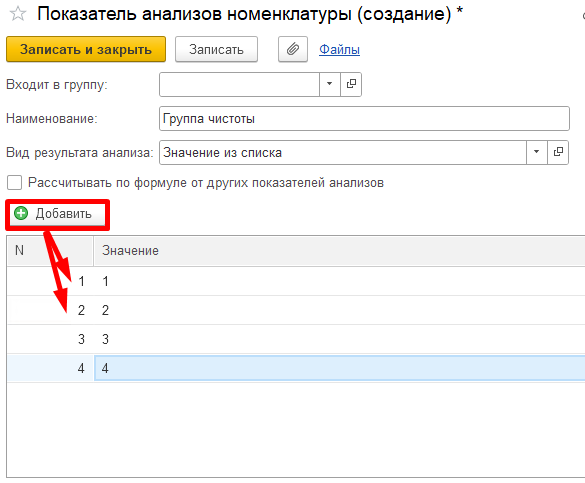 Показатель анализов номенклатуры (создание) *
Записать и закрыть Записать Файлы
Входит в группу:
Наименование: Группа чистоты
Вид результата анализа: Значение из списка
Рассчитывать по формуле от других показателей анализов
Добавить
N Значение
1 1
2 2
3 3
4 4